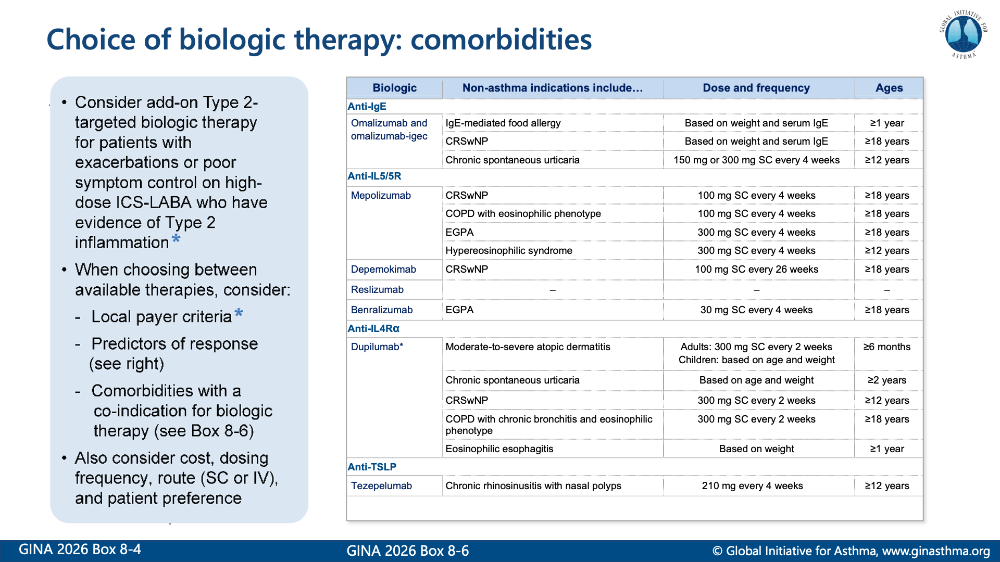 Choice of biologic therapy: comorbidities
GLOBAL INITIATIVE FOR
ASTHMA
• Consider add-on Type 2-
targeted biologic therapy
for patients with
exacerbations or poor
symptom control on high-
dose ICS-LABA who have
evidence of Type 2
inflammation*
• When choosing between
available therapies, consider:
- Local payer criteria*
- Predictors of response
(see right)
- Comorbidities with a
co-indication for biologic
therapy (see Box 8-6)
• Also consider cost, dosing
frequency, route (SC or IV),
and patient preference
Biologic Non-asthma indications include… Dose and frequency Ages
Anti-IgE
Omalizumab and IgE-mediated food allergy Based on weight and serum IgE ≥1 year
omalizumab-igec
CRSwNP Based on weight and serum IgE ≥18 years
Chronic spontaneous urticaria 150 mg or 300 mg SC every 4 weeks ≥12 years
Anti-IL5/5R
Mepolizumab CRSwNP 100 mg SC every 4 weeks ≥18 years
COPD with eosinophilic phenotype 100 mg SC every 4 weeks ≥18 years
EGPA 300 mg SC every 4 weeks ≥18 years
Hypereosinophilic syndrome 300 mg SC every 4 weeks ≥12 years
Depemokimab CRSwNP 100 mg SC every 26 weeks ≥18 years
Reslizumab – – –
Benralizumab EGPA 30 mg SC every 4 weeks ≥18 years
Anti-IL4Rα
Dupilumab* Moderate-to-severe atopic dermatitis Adults: 300 mg SC every 2 weeks ≥6 months
Children: based on age and weight
Chronic spontaneous urticaria Based on age and weight ≥2 years
CRSwNP 300 mg SC every 2 weeks ≥12 years
COPD with chronic bronchitis and eosinophilic 300 mg SC every 2 weeks ≥18 years
phenotype
Eosinophilic esophagitis Based on weight ≥1 year
Anti-TSLP
Tezepelumab Chronic rhinosinusitis with nasal polyps 210 mg every 4 weeks ≥12 years
GINA 2026 Box 8-4 GINA 2026 Box 8-6 © Global Initiative for Asthma, www.ginasthma.org